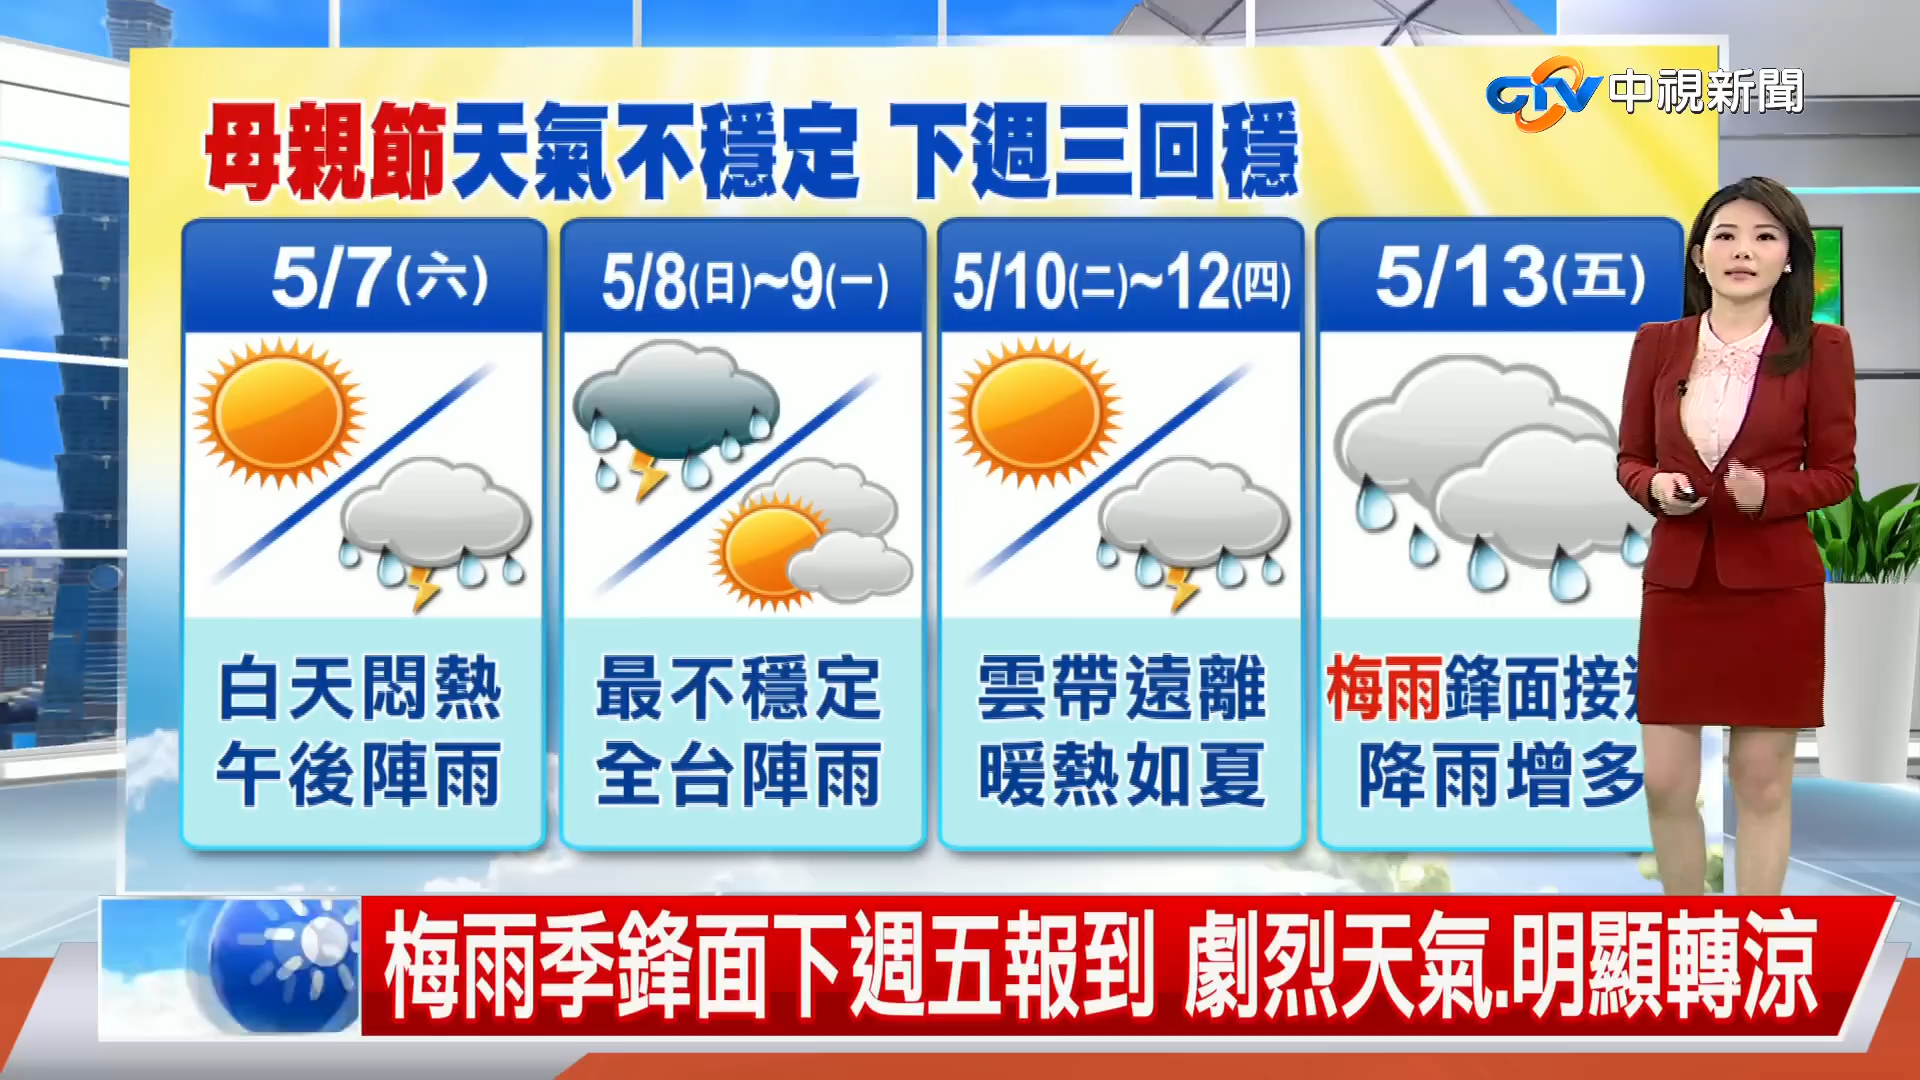 CTV 中視新聞
母親節天氣不穩定 下週三回穩
5/7(六)
白天悶熱
午後陣雨
5/8(日)~9(一)
最不穩定
全台陣雨
5/10(二)~12(四)
雲帶遠離
暖熱如夏
5/13(五)
梅雨鋒面接
降雨增多
梅雨季鋒面下週五報到 劇烈天氣.明顯轉涼